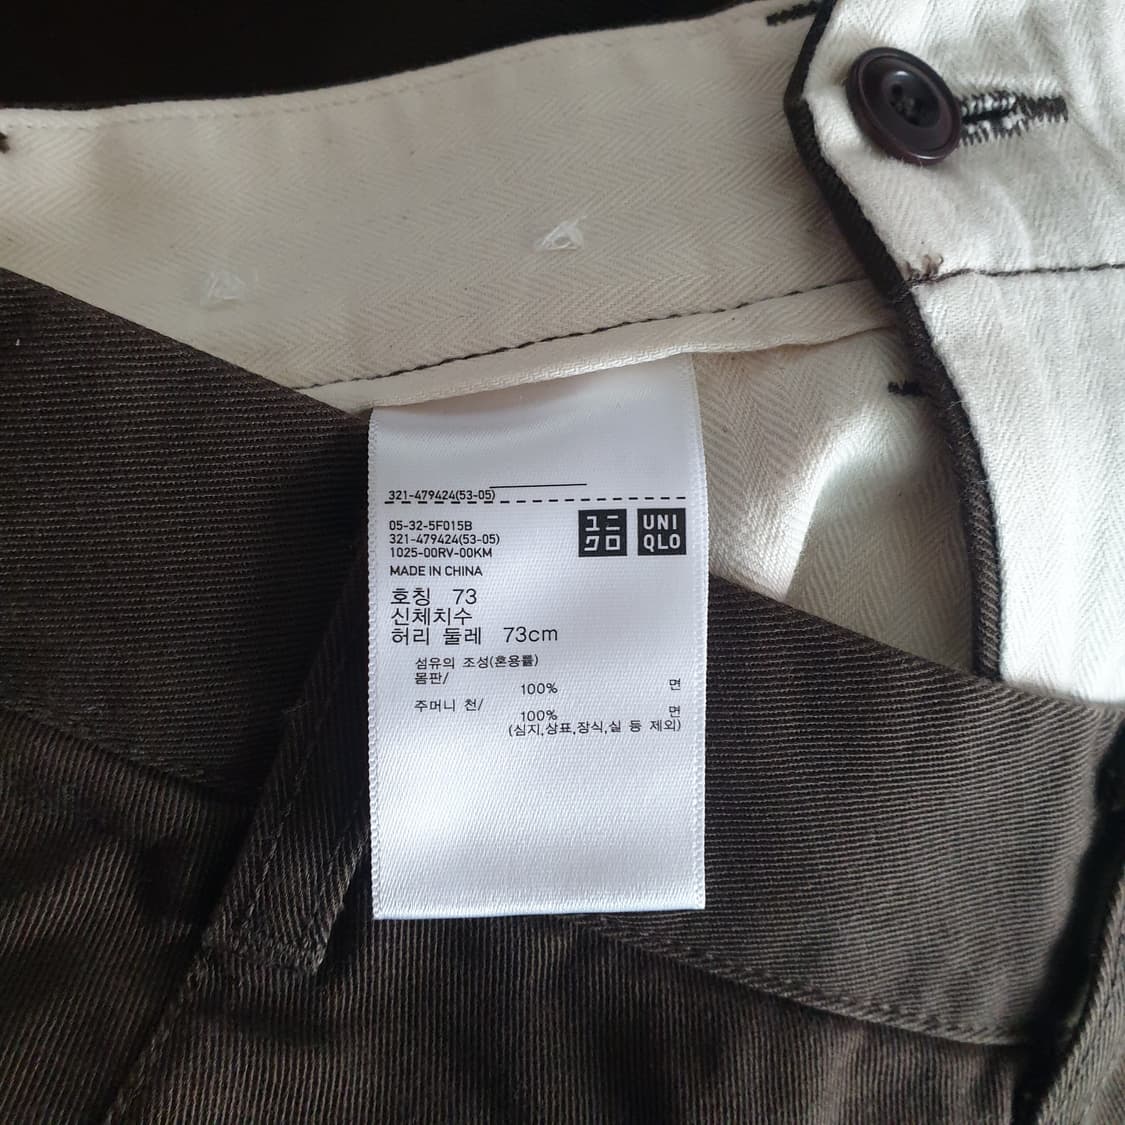 321-479424(53-05)
05-32-5F015B
321-479424(53-05)
1025-00RV-00KM
MADE IN CHINA
ユニ
クロ
UNI
QLO
호칭 73
신체치수
허리 둘레 73cm
섬유의 조성(혼용률)
몸판/
100% 면
주머니 천/
100% 면
(심지,상표,장식,실 등 제외)